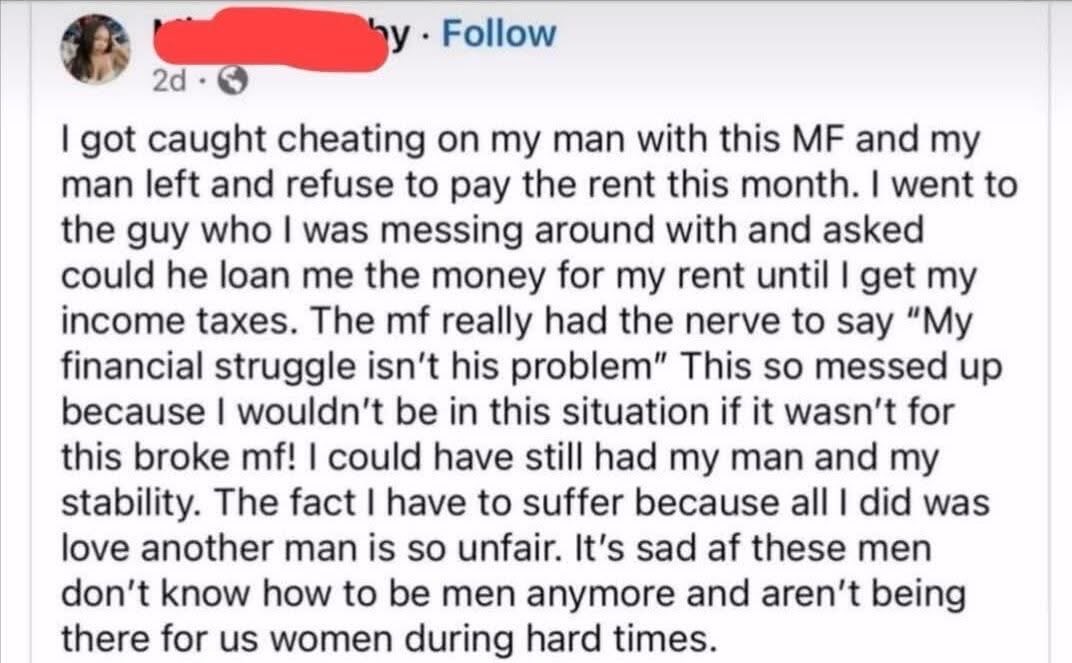 y · Follow
2d ·
I got caught cheating on my man with this MF and my
man left and refuse to pay the rent this month. I went to
the guy who I was messing around with and asked
could he loan me the money for my rent until I get my
income taxes. The mf really had the nerve to say "My
financial struggle isn't his problem" This so messed up
because I wouldn't be in this situation if it wasn't for
this broke mf! I could have still had my man and my
stability. The fact I have to suffer because all I did was
love another man is so unfair. It's sad af these men
don't know how to be men anymore and aren't being
there for us women during hard times.